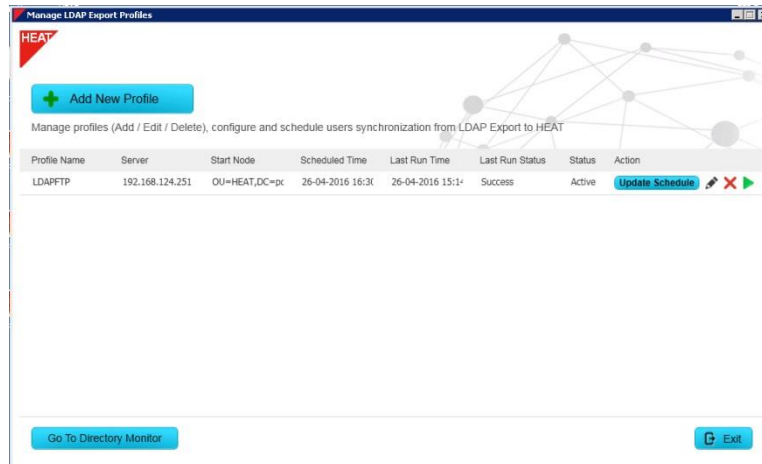 Manage LDAP Export Profiles
HEAT
Add New Profile
Manage profiles (Add / Edit / Delete), configure and schedule users synchronization from LDAP Export to HEAT
Profile Name Server Start Node Scheduled Time Last Run Time Last Run Status Status Action
LDAPFTP 192.168.124.251 OU=HEAT,DC=pc 26-04-2016 16:3( 26-04-2016 15:14 Success Active Update Schedule
Go To Directory Monitor Exit